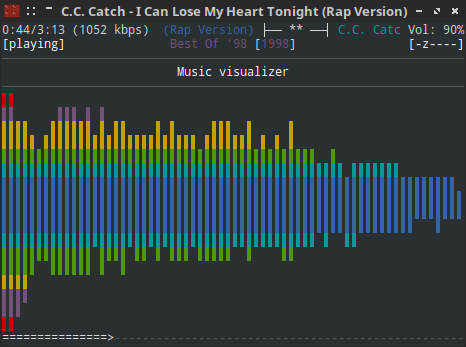 C.C. Catch - I Can Lose My Heart Tonight (Rap Version)
0:44/3:13 (1052 kbps) (Rap Version) ├── ** ──┤ C.C. Catc Vol: 90%
[playing] Best Of '98 [1998] [-z----]
Music visualizer
===============>